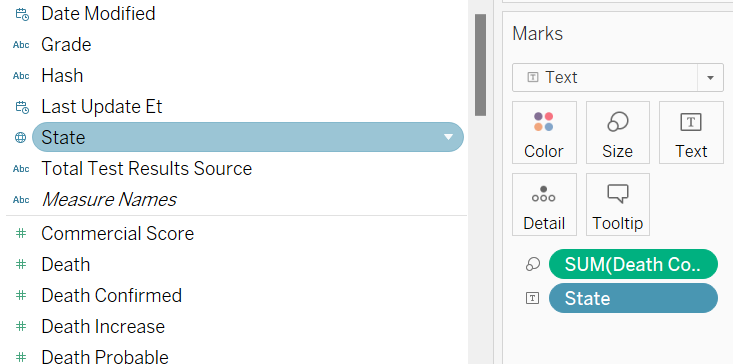 Date Modified
Abc Grade
Abc Hash
Last Update Et
State
Abc Total Test Results Source
Abc Measure Names
# Commercial Score
# Death
# Death Confirmed
# Death Increase
# Death Probable
Marks
T Text
Color Size T Text
Detail Tooltip
SUM(Death Co..
T State